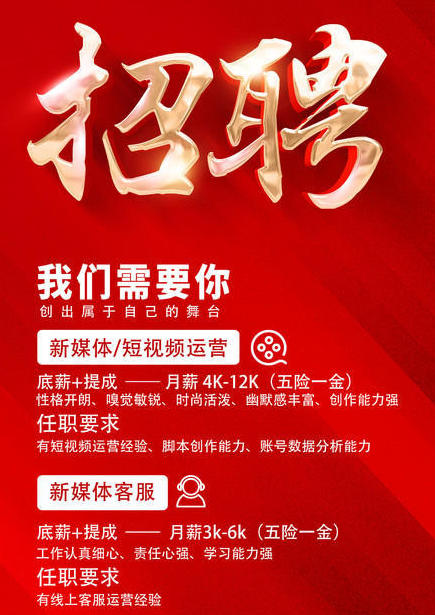 招聘
我们需要你
创出属于自己的舞台
新媒体/短视频运营
底薪+提成 —— 月薪 4K-12K（五险一金）
性格开朗、嗅觉敏锐、时尚活泼、幽默感丰富、创作能力强
任职要求
有短视频运营经验、脚本创作能力、账号数据分析能力
新媒体客服
底薪+提成 —— 月薪3k-6k（五险一金）
工作认真细心、责任心强、学习能力强
任职要求
有线上客服运营经验